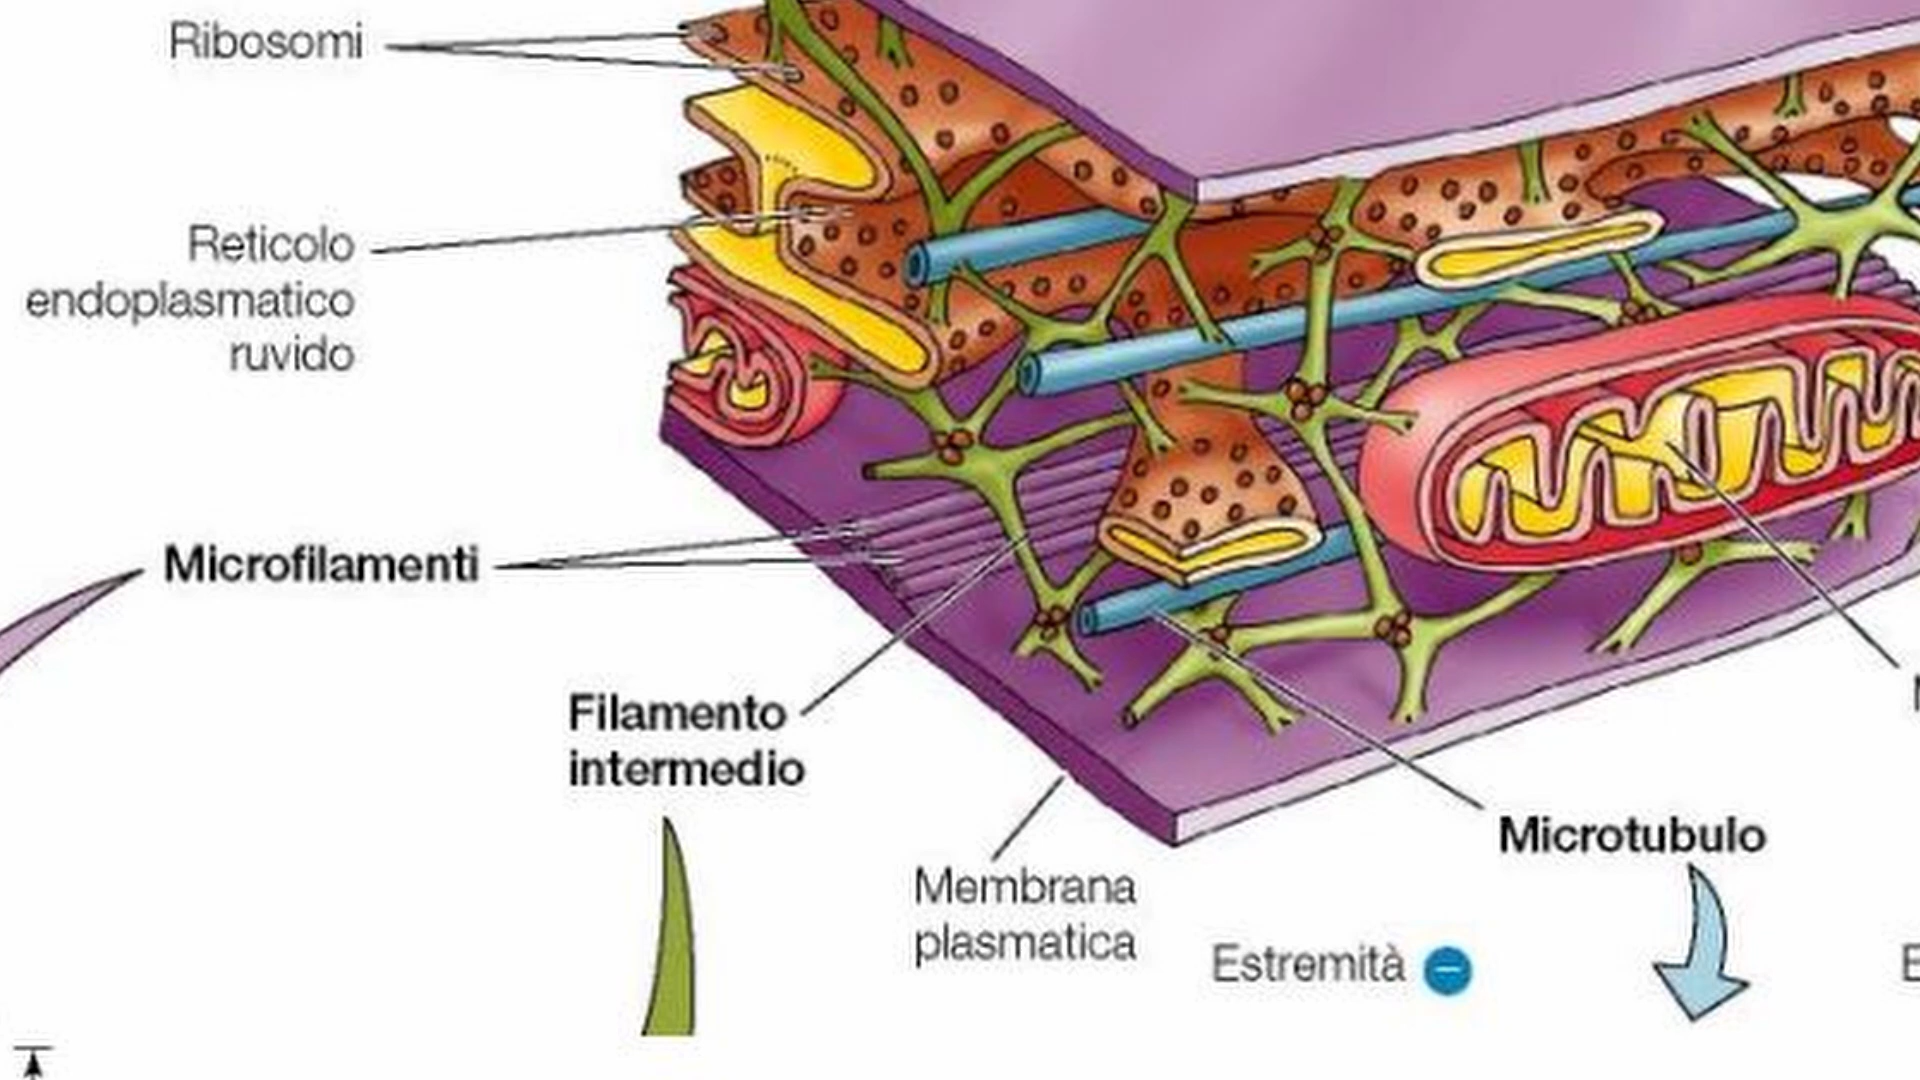 Ribosomi
Reticolo
endoplasmatico
ruvido
Microfilamenti
Filamento
intermedio
Membrana
plasmatica
Microtubulo
Estremità −